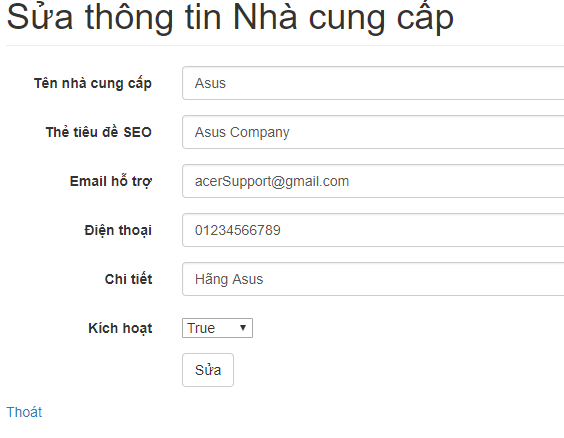 Sửa thông tin Nhà cung cấp
Tên nhà cung cấp Asus
Thẻ tiêu đề SEO Asus Company
Email hỗ trợ acerSupport@gmail.com
Điện thoại 01234566789
Chi tiết Hãng Asus
Kích hoạt True
Sửa
Thoát